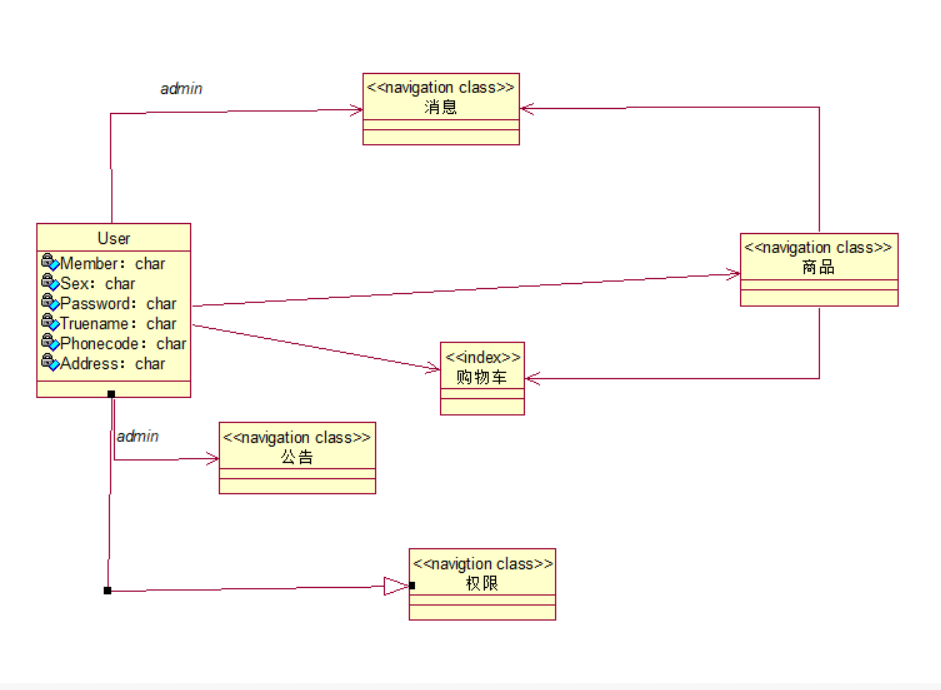 admin
<<navigation class>>
消息
User
Member：char
Sex：char
Password：char
Truename：char
Phonecode：char
Address：char
<<navigation class>>
商品
<<index>>
购物车
admin
<<navigation class>>
公告
<<navigtion class>>
权限